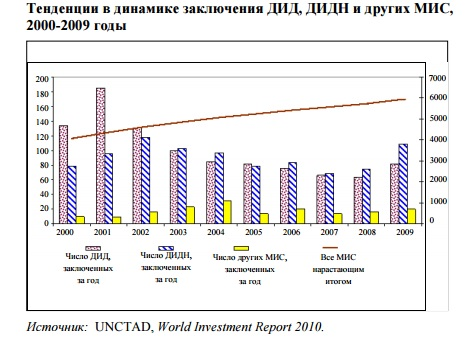 Тенденции в динамике заключения ДИД, ДИДН и других МИС,
2000-2009 годы
200 7000
180
160 6000
140 5000
120 4000
100
80 3000
60 2000
40
20 1000
0 0
2000 2001 2002 2003 2004 2005 2006 2007 2008 2009
Число ДИД, Число ДИДН, Число других МИС, Все МИС
заключенных заключенных заключенных нарастающим
за год за год за год итогом
Источник: UNCTAD, World Investment Report 2010.